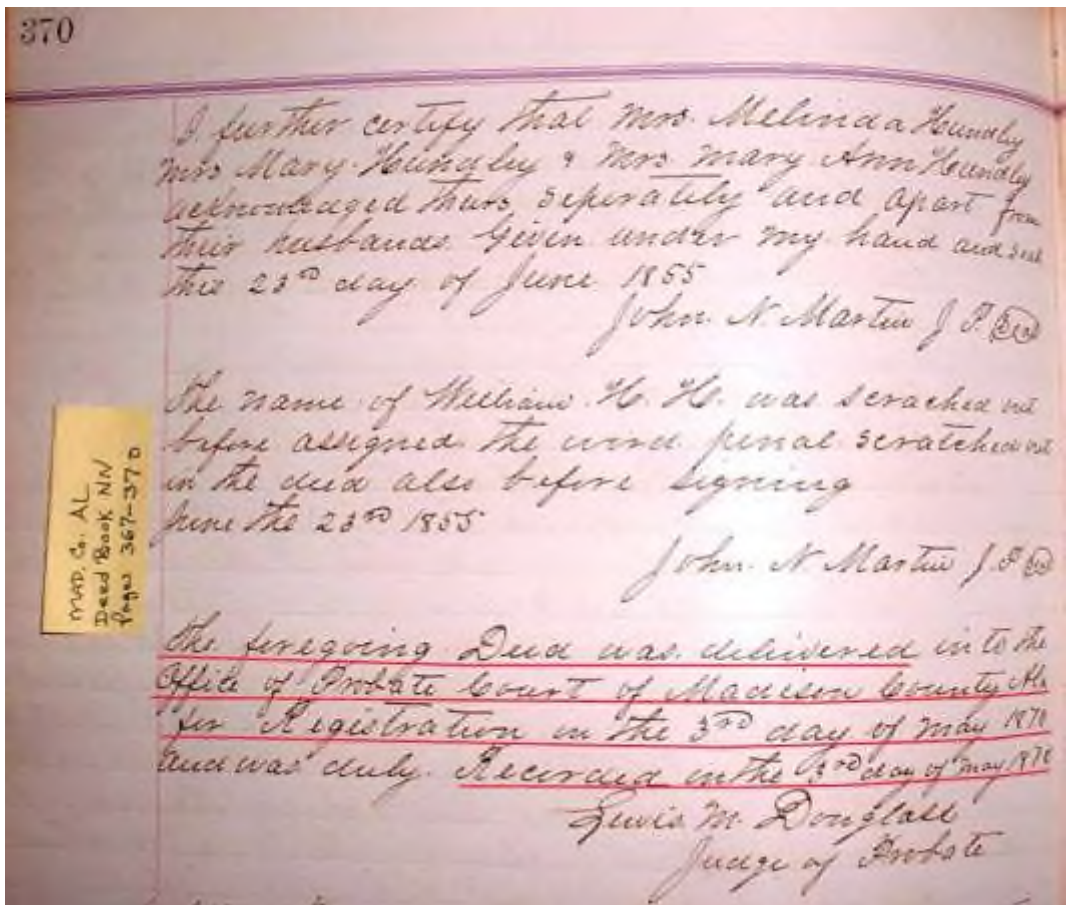 370
I further certify that Mrs. Melinda Hundley
Mrs Mary Hundley & Mrs Mary Ann Hundley
acknowledged thurs seperatily and apart from
their husbands. Given under my hand and seal
this 23rd day of June 1855
John. N. Martin J P. Seal
The name of William. H. H. was scrached out
before assigned the word penal scratched out
in the deed also before signing
June the 23rd 1855
John. N Martin J. P
MAD. Co. AL
Deed Book NN
Pages 367-370
The foregoing Deed was delivered in to the
Office of Probate Court of Madison County Ala
for Registration on the 3rd day of May 1870
and was duly. Recorded on the 3rd day of May 1870
Lewis M. Douglass
Judge of Probate